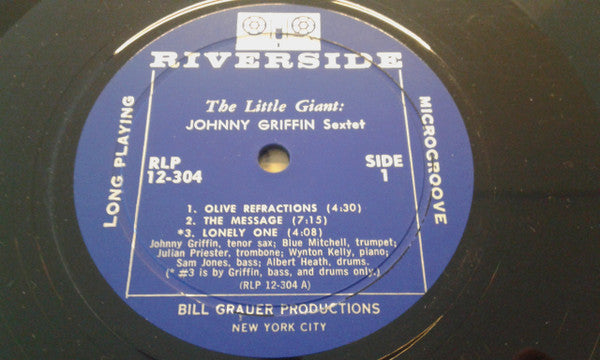 RIVERSIDE
LONG PLAYING
MICROGROOVE
The Little Giant:
JOHNNY GRIFFIN Sextet
RLP
12-304
SIDE
1
1. OLIVE REFRACTIONS (4:30)
2. THE MESSAGE (7:15)
*3. LONELY ONE (4:08)
Johnny Griffin, tenor sax; Blue Mitchell, trumpet;
Julian Priester, trombone; Wynton Kelly, piano;
Sam Jones, bass; Albert Heath, drums.
(* #3 is by Griffin, bass, and drums only.)
(RLP 12-304 A)
BILL GRAUER PRODUCTIONS
NEW YORK CITY